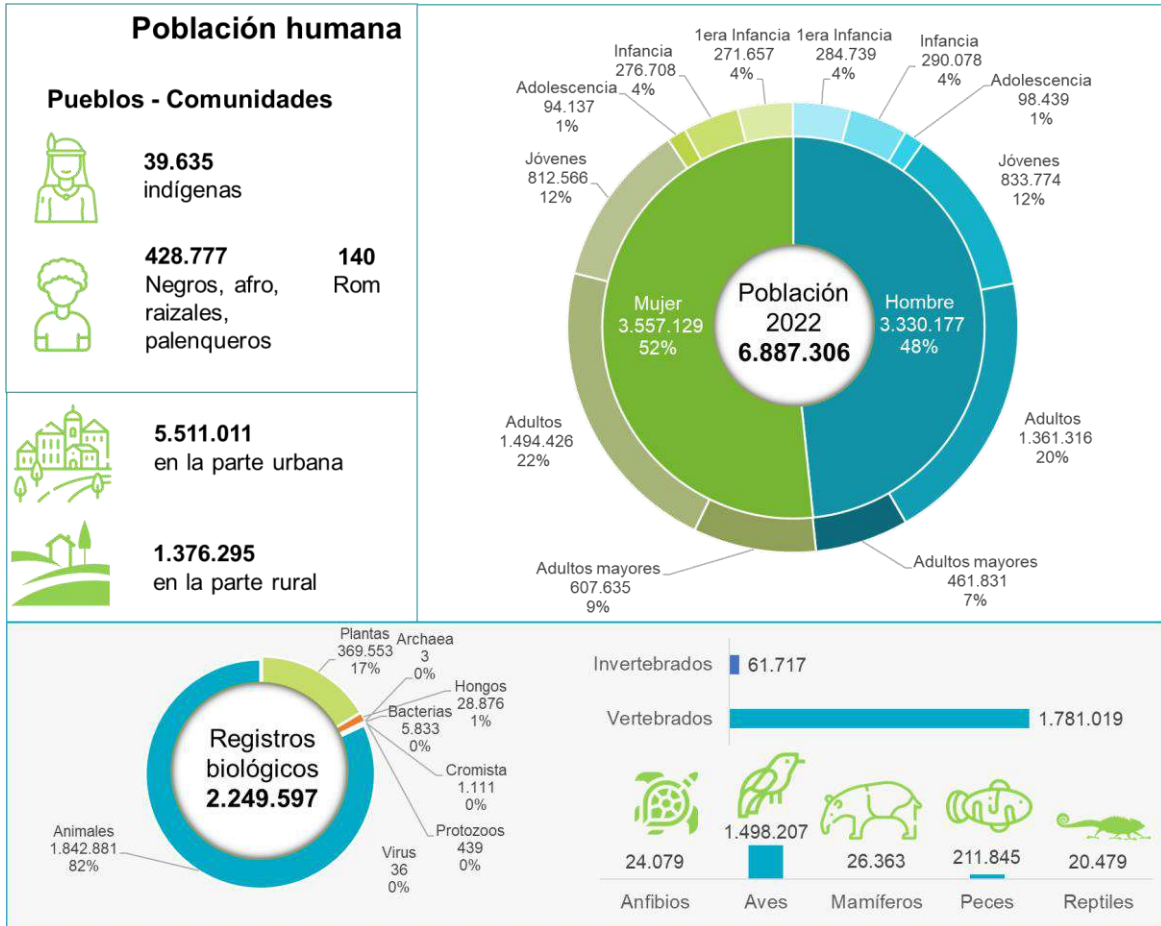 Población humana
Pueblos - Comunidades
39.635
indígenas
428.777
Negros, afro,
raizales,
palenqueros
140
Rom
5.511.011
en la parte urbana
1.376.295
en la parte rural
1era Infancia
271.657
4%
1era Infancia
284.739
4%
Infancia
276.708
4%
Infancia
290.078
4%
Adolescencia
94.137
1%
Adolescencia
98.439
1%
Jóvenes
812.566
12%
Jóvenes
833.774
12%
Mujer
3.557.129
52%
Población
2022
6.887.306
Hombre
3.330.177
48%
Adultos
1.494.426
22%
Adultos
1.361.316
20%
Adultos mayores
607.635
9%
Adultos mayores
461.831
7%
Plantas
369.553
17%
Archaea
3
0%
Hongos
28.876
1%
Bacterias
5.833
0%
Registros
biológicos
2.249.597
Cromista
1.111
0%
Protozoos
439
0%
Virus
36
0%
Animales
1.842.881
82%
Invertebrados
61.717
Vertebrados
1.781.019
24.079
1.498.207
26.363
211.845
20.479
Anfibios
Aves
Mamíferos
Peces
Reptiles